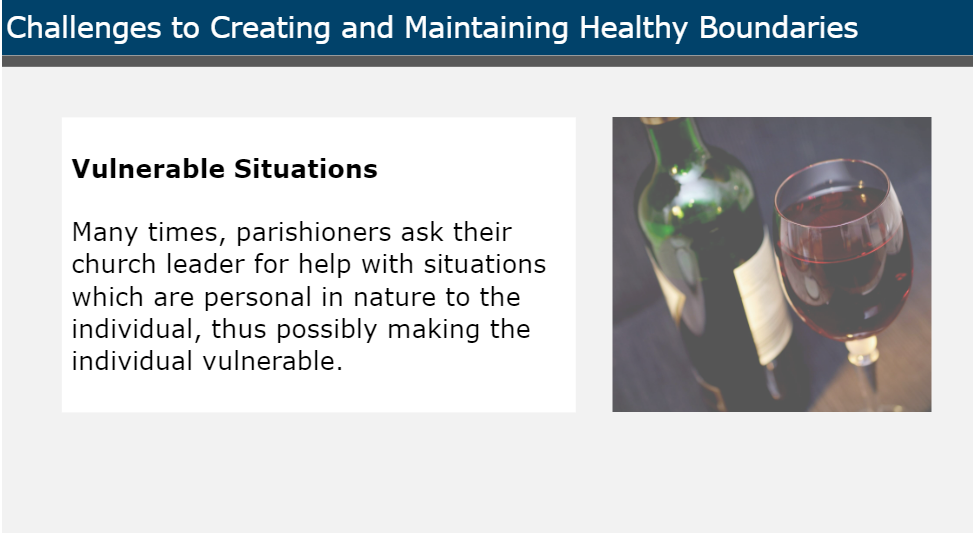 Challenges to Creating and Maintaining Healthy Boundaries
Vulnerable Situations
Many times, parishioners ask their
church leader for help with situations
which are personal in nature to the
individual, thus possibly making the
individual vulnerable.